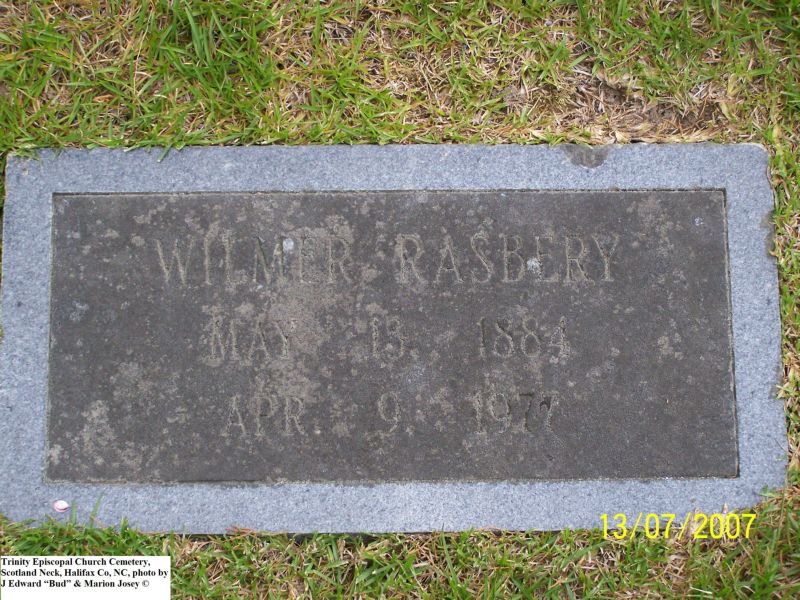 WILMER RASBERY
MAY 13, 1884
APR. 9, 1977
13/07/2007
Trinity Episcopal Church Cemetery,
Scotland Neck, Halifax Co, NC, photo by
J Edward “Bud” & Marion Josey ©